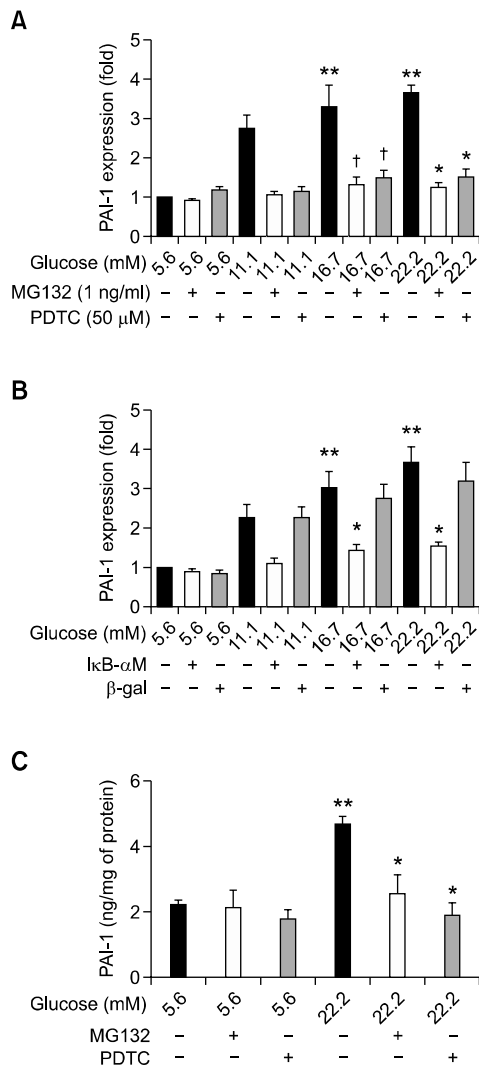 A
PAI-1 expression (fold)
5
4
3
2
1
0
** **
† † * *
Glucose (mM) 5.6 5.6 5.6 11.1 11.1 11.1 16.7 16.7 16.7 22.2 22.2 22.2
MG132 (1 ng/ml) – + – – + – – + – – + –
PDTC (50 μM) – – + – – + – – + – – +
B
PAI-1 expression (fold)
5
4
3
2
1
0
** **
* *
Glucose (mM) 5.6 5.6 5.6 11.1 11.1 11.1 16.7 16.7 16.7 22.2 22.2 22.2
IκB-αM – + – – + – – + – – + –
β-gal – – + – – + – – + – – +
C
PAI-1 (ng/mg of protein)
6
4
2
0
**
* *
Glucose (mM) 5.6 5.6 5.6 22.2 22.2 22.2
MG132 – + – – + –
PDTC – – + – – +